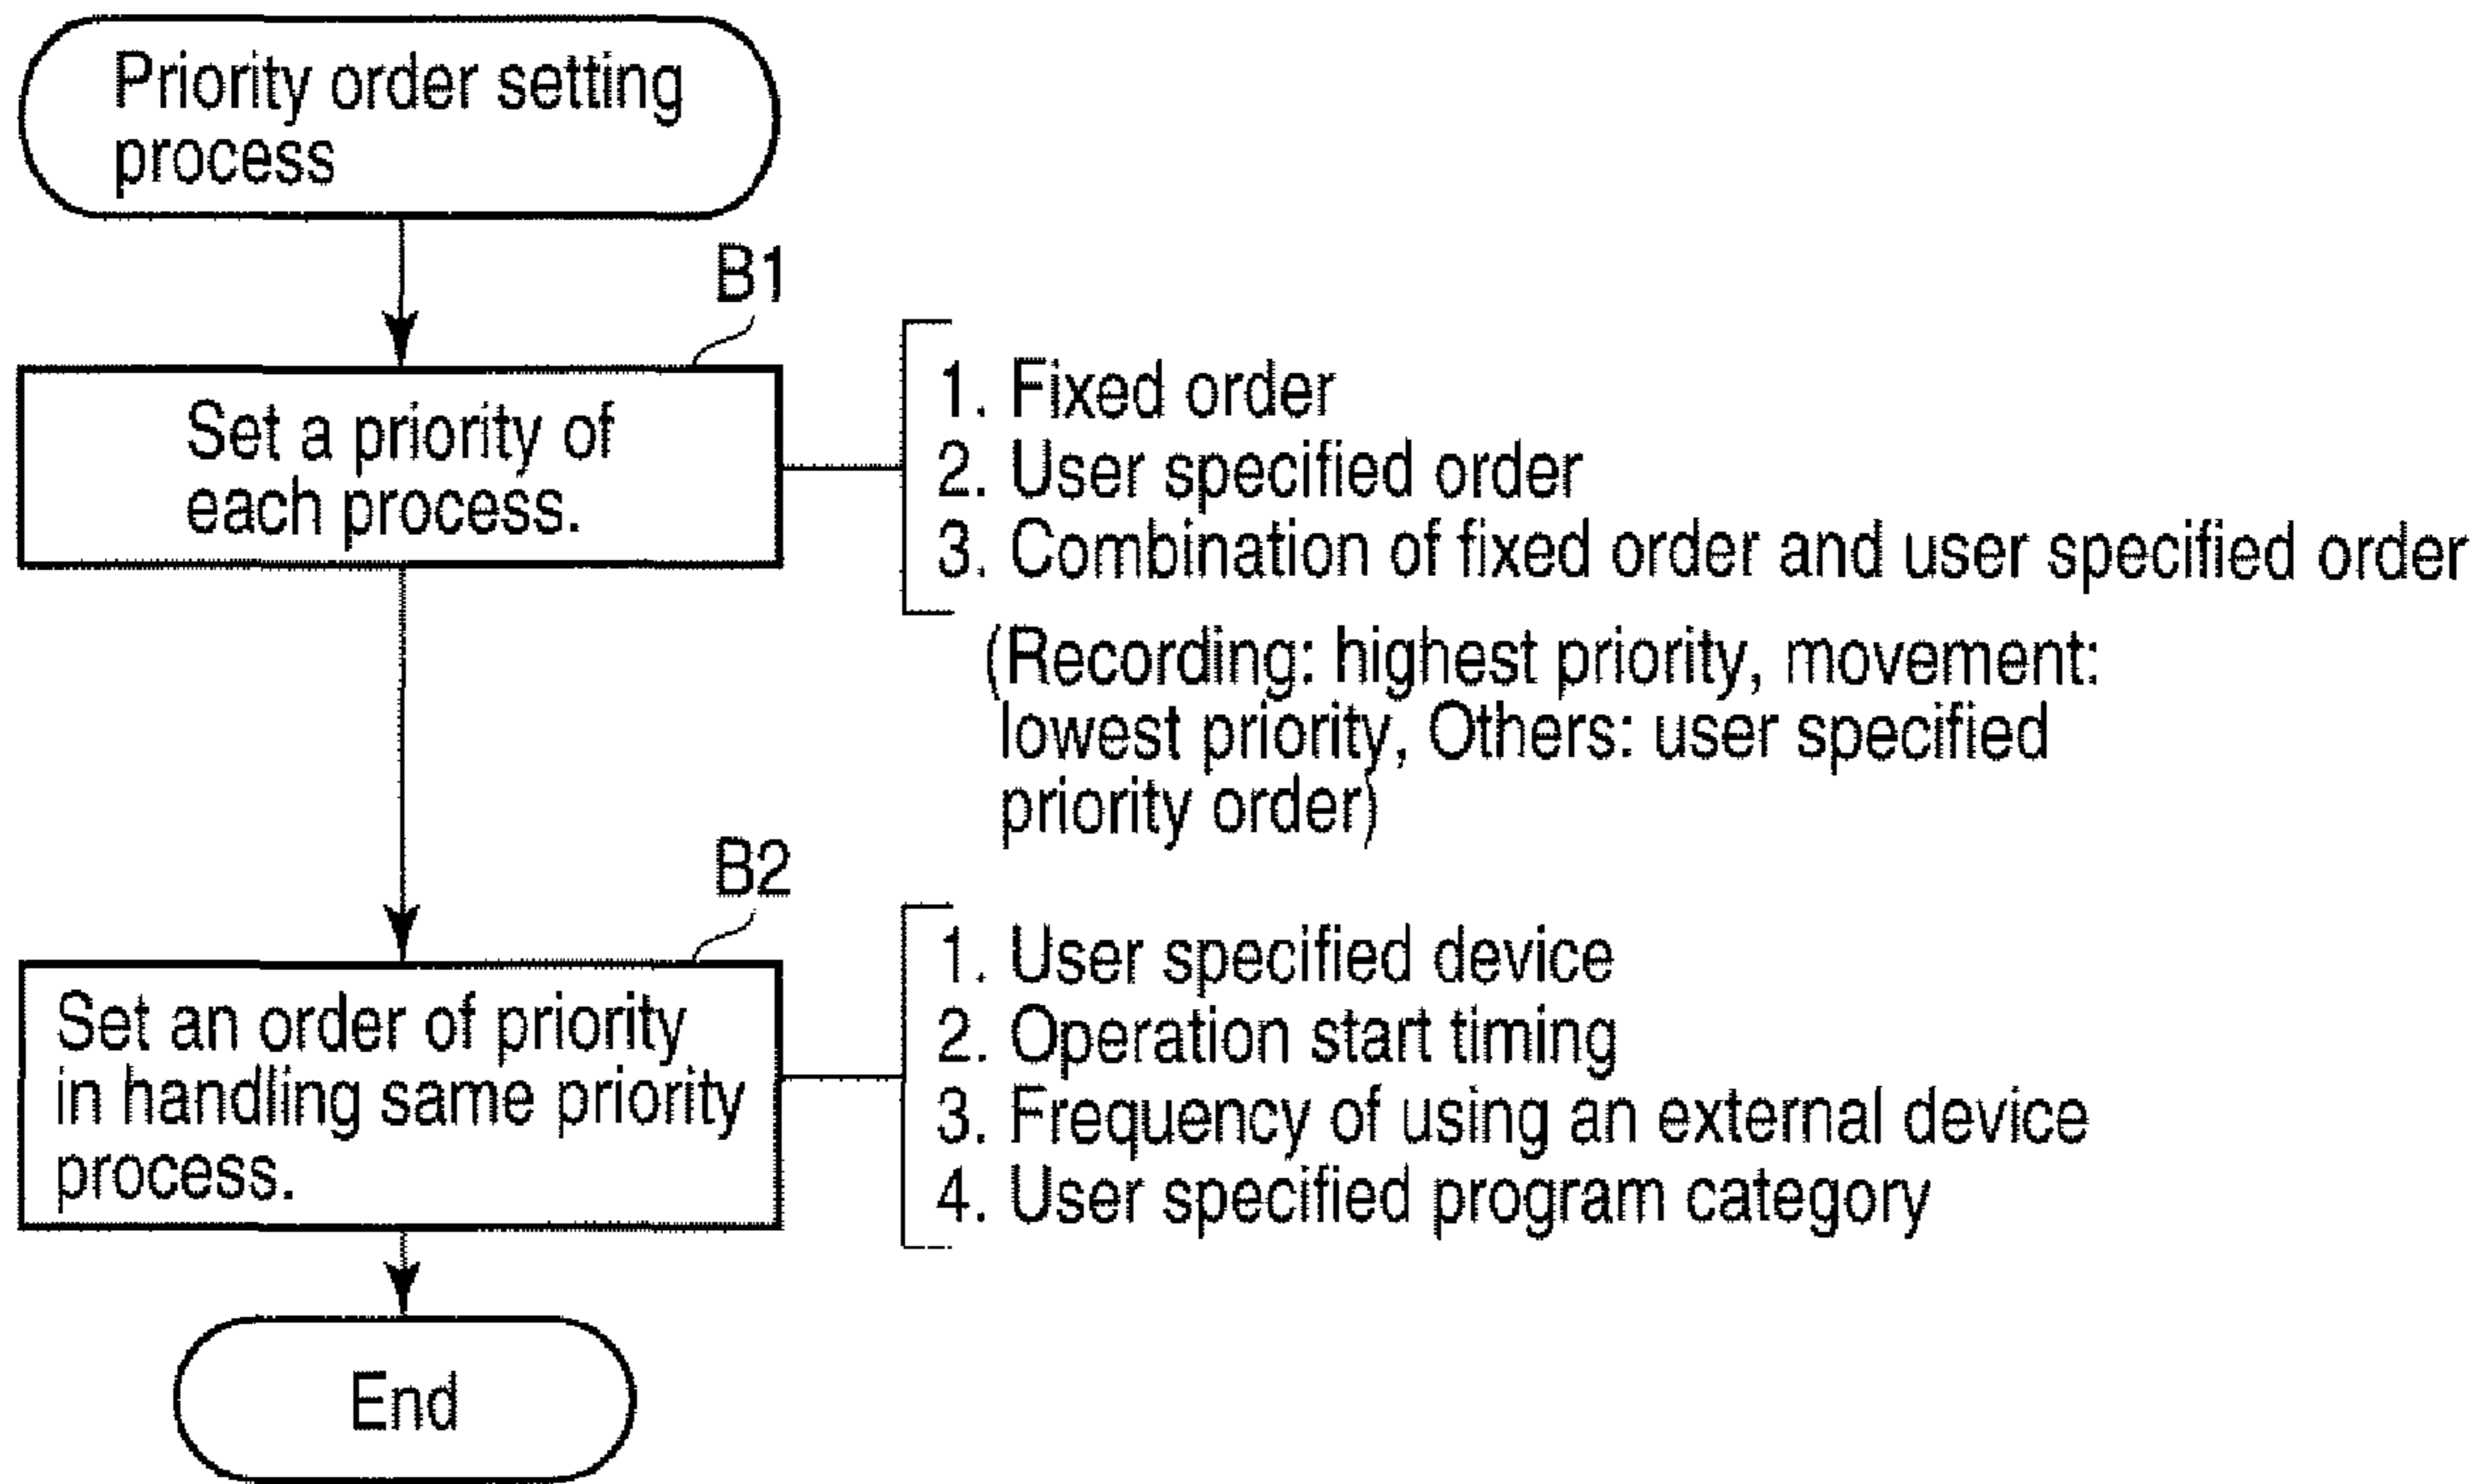 Priority order setting
process
B1
Set a priority of
each process.
1. Fixed order
2. User specified order
3. Combination of fixed order and user specified order
(Recording: highest priority, movement:
lowest priority, Others: user specified
priority order)
B2
Set an order of priority
in handling same priority
process.
1. User specified device
2. Operation start timing
3. Frequency of using an external device
4. User specified program category
End